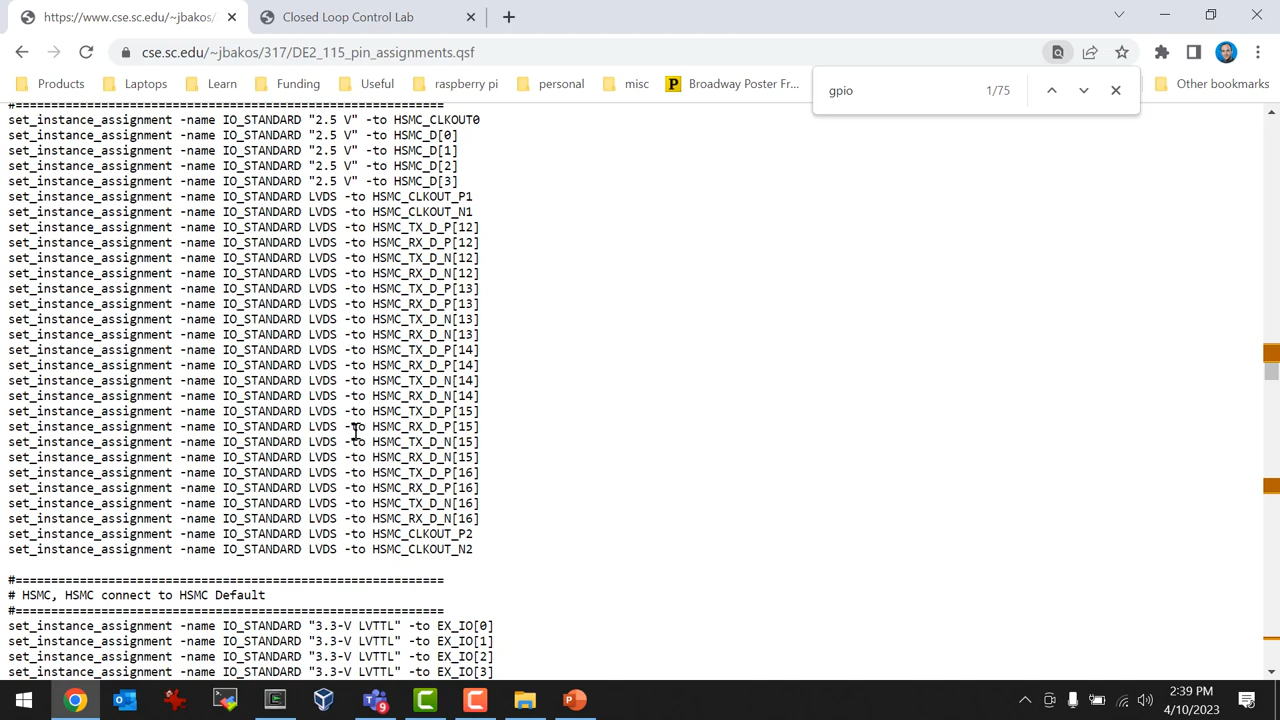 https://www.cse.sc.edu/~jbakos/
Closed Loop Control Lab
cse.sc.edu/~jbakos/317/DE2_115_pin_assignments.qsf
Products
Laptops
Learn
Funding
Useful
raspberry pi
personal
misc
P
Broadway Poster Fr...
Other bookmarks
gpio
1/75
#============================================================
set_instance_assignment -name IO_STANDARD "2.5 V" -to HSMC_CLKOUT0
set_instance_assignment -name IO_STANDARD "2.5 V" -to HSMC_D[0]
set_instance_assignment -name IO_STANDARD "2.5 V" -to HSMC_D[1]
set_instance_assignment -name IO_STANDARD "2.5 V" -to HSMC_D[2]
set_instance_assignment -name IO_STANDARD "2.5 V" -to HSMC_D[3]
set_instance_assignment -name IO_STANDARD LVDS -to HSMC_CLKOUT_P1
set_instance_assignment -name IO_STANDARD LVDS -to HSMC_CLKOUT_N1
set_instance_assignment -name IO_STANDARD LVDS -to HSMC_TX_D_P[12]
set_instance_assignment -name IO_STANDARD LVDS -to HSMC_RX_D_P[12]
set_instance_assignment -name IO_STANDARD LVDS -to HSMC_TX_D_N[12]
set_instance_assignment -name IO_STANDARD LVDS -to HSMC_RX_D_N[12]
set_instance_assignment -name IO_STANDARD LVDS -to HSMC_TX_D_P[13]
set_instance_assignment -name IO_STANDARD LVDS -to HSMC_RX_D_P[13]
set_instance_assignment -name IO_STANDARD LVDS -to HSMC_TX_D_N[13]
set_instance_assignment -name IO_STANDARD LVDS -to HSMC_RX_D_N[13]
set_instance_assignment -name IO_STANDARD LVDS -to HSMC_TX_D_P[14]
set_instance_assignment -name IO_STANDARD LVDS -to HSMC_RX_D_P[14]
set_instance_assignment -name IO_STANDARD LVDS -to HSMC_TX_D_N[14]
set_instance_assignment -name IO_STANDARD LVDS -to HSMC_RX_D_N[14]
set_instance_assignment -name IO_STANDARD LVDS -to HSMC_TX_D_P[15]
set_instance_assignment -name IO_STANDARD LVDS -to HSMC_RX_D_P[15]
set_instance_assignment -name IO_STANDARD LVDS -to HSMC_TX_D_N[15]
set_instance_assignment -name IO_STANDARD LVDS -to HSMC_RX_D_N[15]
set_instance_assignment -name IO_STANDARD LVDS -to HSMC_TX_D_P[16]
set_instance_assignment -name IO_STANDARD LVDS -to HSMC_RX_D_P[16]
set_instance_assignment -name IO_STANDARD LVDS -to HSMC_TX_D_N[16]
set_instance_assignment -name IO_STANDARD LVDS -to HSMC_RX_D_N[16]
set_instance_assignment -name IO_STANDARD LVDS -to HSMC_CLKOUT_P2
set_instance_assignment -name IO_STANDARD LVDS -to HSMC_CLKOUT_N2
#============================================================
# HSMC, HSMC connect to HSMC Default
#============================================================
set_instance_assignment -name IO_STANDARD "3.3-V LVTTL" -to EX_IO[0]
set_instance_assignment -name IO_STANDARD "3.3-V LVTTL" -to EX_IO[1]
set_instance_assignment -name IO_STANDARD "3.3-V LVTTL" -to EX_IO[2]
set_instance_assignment -name IO_STANDARD "3.3-V LVTTL" -to EX_IO[3]
9
2:39 PM
4/10/2023